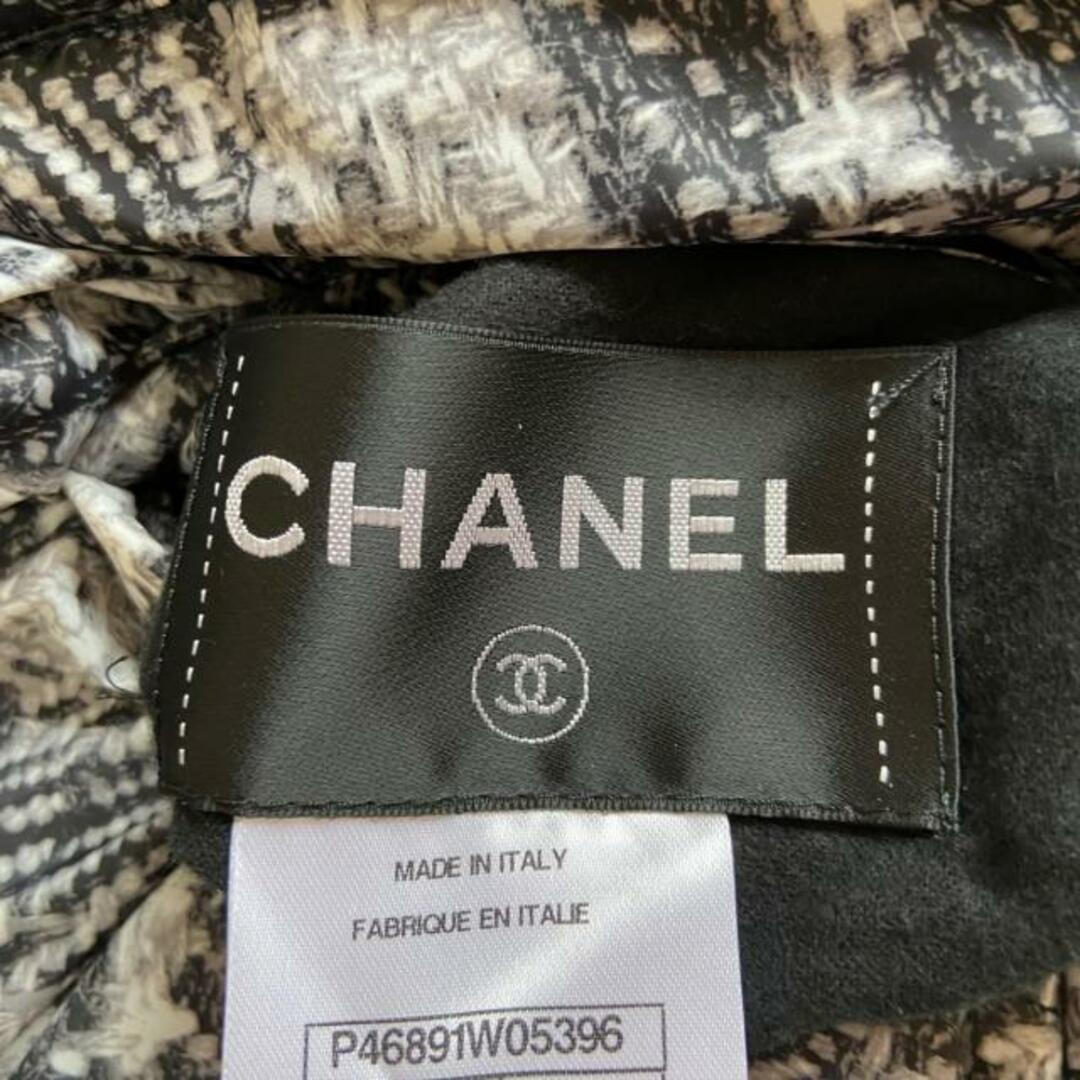 CHANEL
MADE IN ITALY
FABRIQUE EN ITALIE
P46891W05396